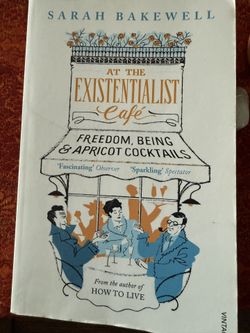 SARAH BAKEWELL
AT THE
EXISTENTIALIST
Café
FREEDOM, BEING
& APRICOT COCKTAILS
'Fascinating' Observer 'Sparkling' Spectator
From the author of
HOW TO LIVE